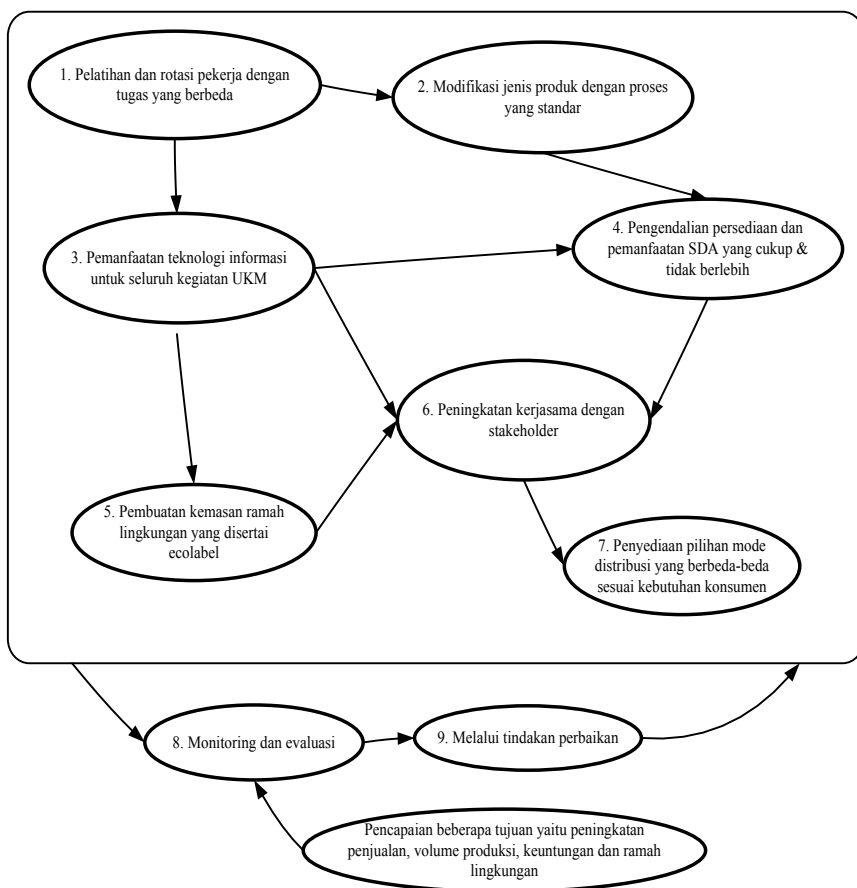 1. Pelatihan dan rotasi pekerja dengan
tugas yang berbeda
2. Modifikasi jenis produk dengan proses
yang standar
3. Pemanfaatan teknologi informasi
untuk seluruh kegiatan UKM
4. Pengendalian persediaan dan
pemanfaatan SDA yang cukup &
tidak berlebih
6. Peningkatan kerjasama dengan
stakeholder
5. Pembuatan kemasan ramah
lingkungan yang disertai
ecolabel
7. Penyediaan pilihan mode
distribusi yang berbeda-beda
sesuai kebutuhan konsumen
8. Monitoring dan evaluasi
9. Melalui tindakan perbaikan
Pencapaian beberapa tujuan yaitu peningkatan
penjualan, volume produksi, keuntungan dan ramah
lingkungan